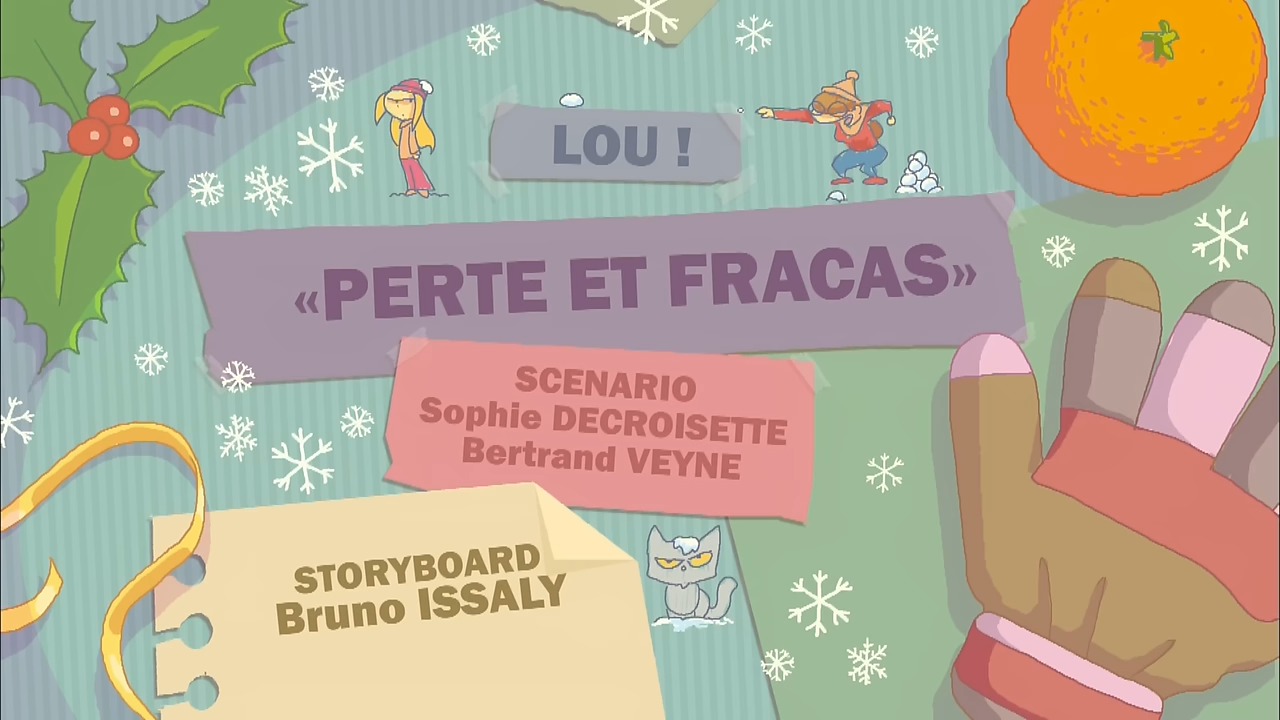 LOU !
«PERTE ET FRACAS»
SCENARIO
Sophie DECROISETTE
Bertrand VEYNE
STORYBOARD
Bruno ISSALY